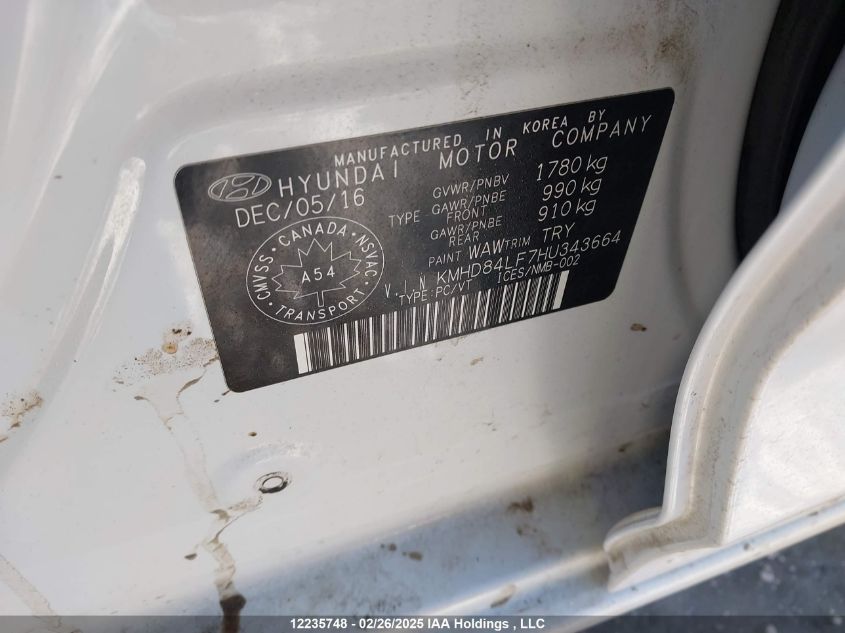 MANUFACTURED IN KOREA BY
HYUNDAI MOTOR COMPANY
DEC/05/16
GVWR/PNBV 1780 kg
TYPE GAWR/PNBE FRONT 990 kg
GAWR/PNBE REAR 910 kg
PAINT WAW TRIM TRY
V.I.N KMHD84LF7HU343664
TYPE:PC/VT ICES/NMB-002
CANADA
CMVSS NSVAC
A54
TRANSPORT
12235748 - 02/26/2025 IAA Holdings , LLC